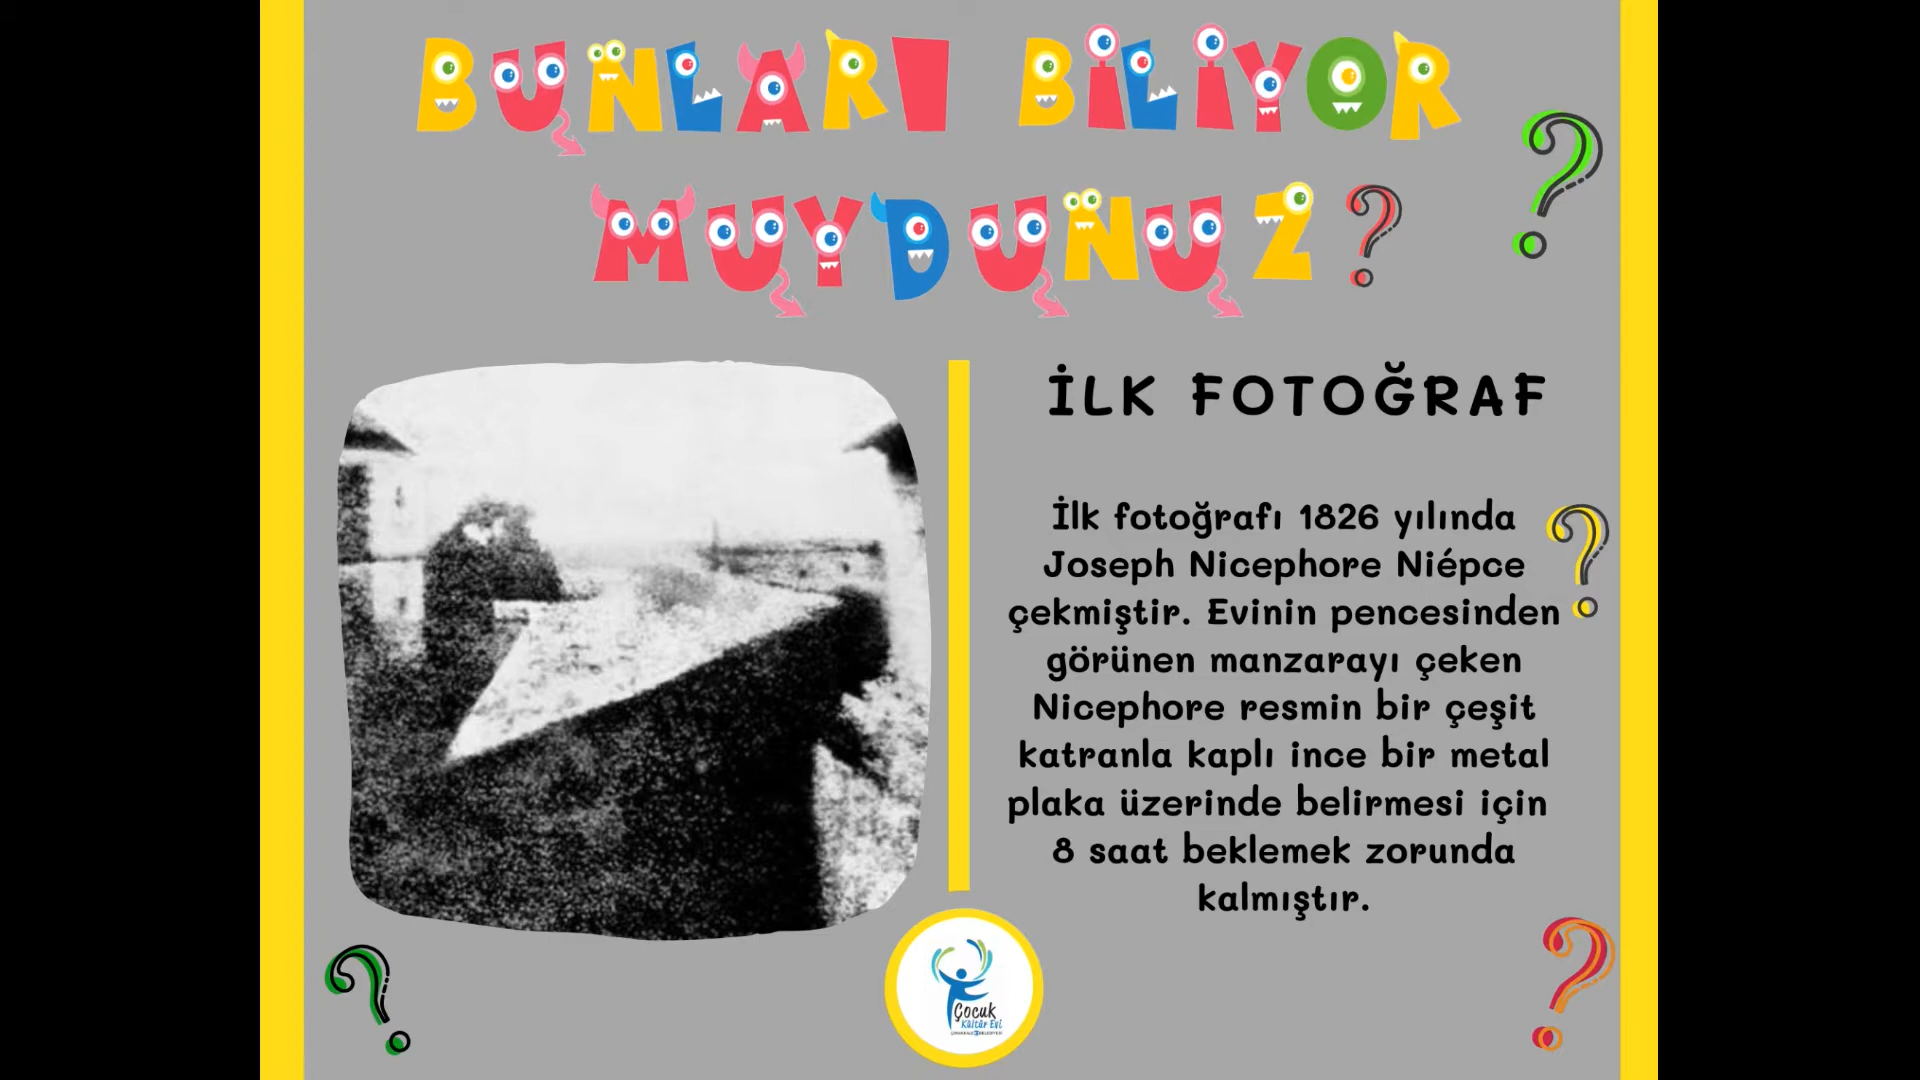 BUNLARI BİLİYOR
MUYDUNUZ?
İLK FOTOĞRAF
İlk fotoğrafı 1826 yılında
Joseph Nicephore Niépce
çekmiştir. Evinin pencesinden
görünen manzarayı çeken
Nicephore resmin bir çeşit
katranla kaplı ince bir metal
plaka üzerinde belirmesi için
8 saat beklemek zorunda
kalmıştır.
Çocuk
Kültür Evi